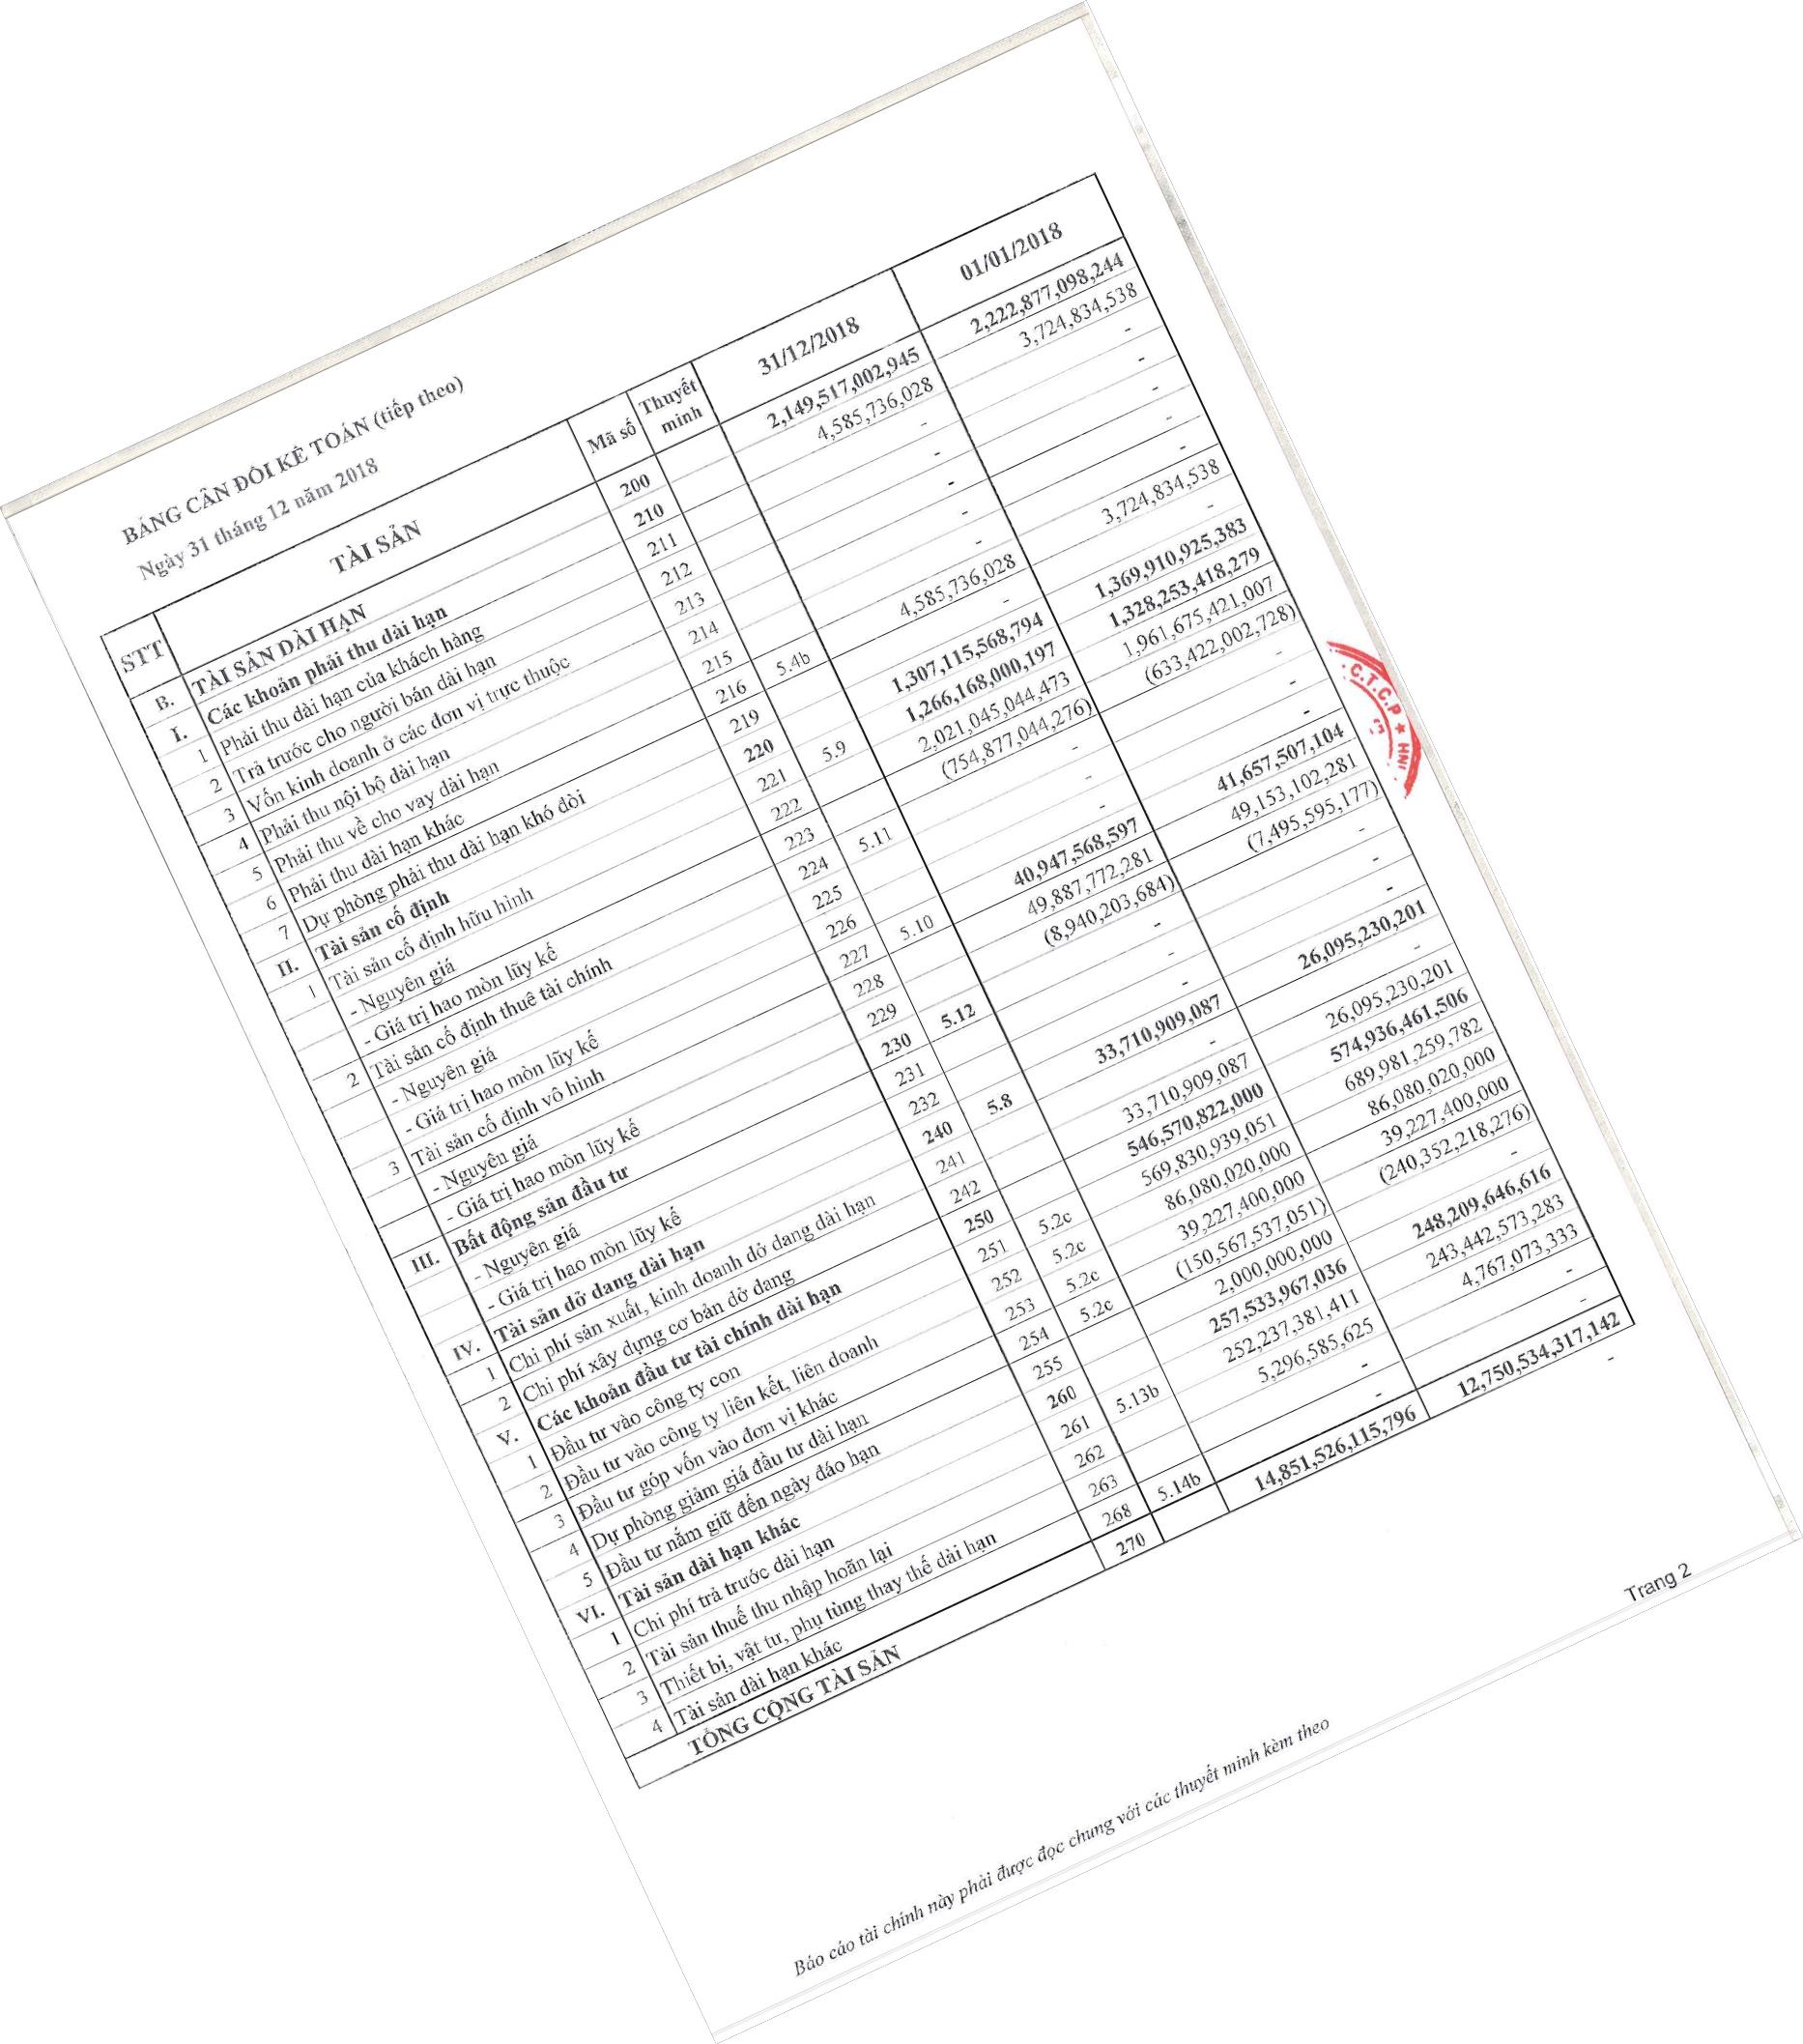 BẢNG CÂN ĐỐI KẾ TOÁN (tiếp theo)
Ngày 31 tháng 12 năm 2018
STT TÀI SẢN Mã số Thuyết minh 31/12/2018 01/01/2018
B. TÀI SẢN DÀI HẠN 200 2,149,517,002,945 2,222,877,098,244
I. Các khoản phải thu dài hạn 210 4,585,736,028 3,724,834,538
1 Phải thu dài hạn của khách hàng 211 - -
2 Trả trước cho người bán dài hạn 212 - -
3 Vốn kinh doanh ở các đơn vị trực thuộc 213 - -
4 Phải thu nội bộ dài hạn 214 - -
5 Phải thu về cho vay dài hạn 215 - -
6 Phải thu dài hạn khác 216 5.4b 4,585,736,028 3,724,834,538
7 Dự phòng phải thu dài hạn khó đòi 219 - -
II. Tài sản cố định 220 1,307,115,568,794 1,369,910,925,383
1 Tài sản cố định hữu hình 221 5.9 1,266,168,000,197 1,328,253,418,279
- Nguyên giá 222 2,021,045,044,473 1,961,675,421,007
- Giá trị hao mòn lũy kế 223 (754,877,044,276) (633,422,002,728)
2 Tài sản cố định thuê tài chính 224 5.11 - -
- Nguyên giá 225 - -
- Giá trị hao mòn lũy kế 226 - -
3 Tài sản cố định vô hình 227 5.10 40,947,568,597 41,657,507,104
- Nguyên giá 228 49,887,772,281 49,153,102,281
- Giá trị hao mòn lũy kế 229 (8,940,203,684) (7,495,595,177)
III. Bất động sản đầu tư 230 5.12 - -
- Nguyên giá 231 - -
- Giá trị hao mòn lũy kế 232 - -
IV. Tài sản dở dang dài hạn 240 5.8 33,710,909,087 26,095,230,201
1 Chi phí sản xuất, kinh doanh dở dang dài hạn 241 - -
2 Chi phí xây dựng cơ bản dở dang 242 33,710,909,087 26,095,230,201
V. Các khoản đầu tư tài chính dài hạn 250 546,570,822,000 574,936,461,506
1 Đầu tư vào công ty con 251 5.2c 569,830,939,051 689,981,259,782
2 Đầu tư vào công ty liên kết, liên doanh 252 5.2c 86,080,020,000 86,080,020,000
3 Đầu tư góp vốn vào đơn vị khác 253 5.2c 39,227,400,000 39,227,400,000
4 Dự phòng giảm giá đầu tư dài hạn 254 5.2c (150,567,537,051) (240,352,218,276)
5 Đầu tư nắm giữ đến ngày đáo hạn 255 2,000,000,000 -
VI. Tài sản dài hạn khác 260 257,533,967,036 248,209,646,616
1 Chi phí trả trước dài hạn 261 5.13b 252,237,381,411 243,442,573,283
2 Tài sản thuế thu nhập hoãn lại 262 5,296,585,625 4,767,073,333
3 Thiết bị, vật tư, phụ tùng thay thế dài hạn 263 - -
4 Tài sản dài hạn khác 268 5.14b - -
TỔNG CỘNG TÀI SẢN 270 14,851,526,115,796 12,750,534,317,142
-
C.T.C.P ★ HNI
Báo cáo tài chính này phải được đọc chung với các thuyết minh kèm theo
Trang 2